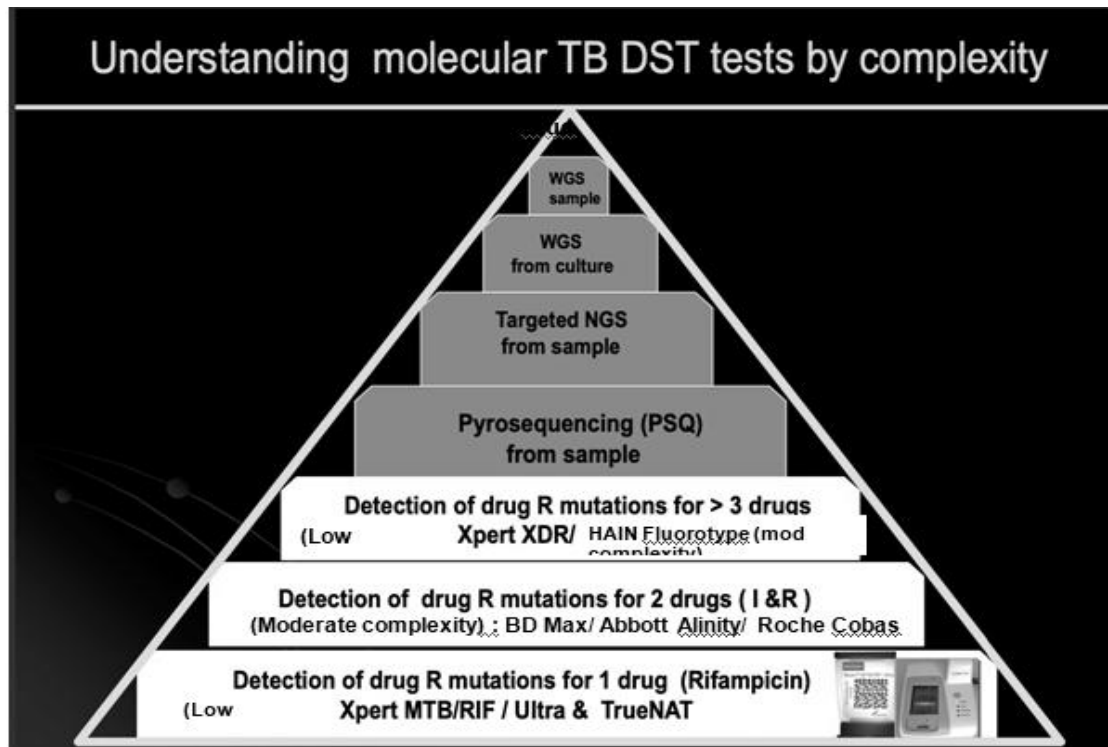 Understanding molecular TB DST tests by complexity
WGS
sample
WGS
from culture
Targeted NGS
from sample
Pyrosequencing (PSQ)
from sample
Detection of drug R mutations for > 3 drugs
(Low Xpert XDR/ HAIN Fluorotype (mod
complexity)
Detection of drug R mutations for 2 drugs ( I &R )
(Moderate complexity) : BD Max/ Abbott Alinity/ Roche Cobas
Detection of drug R mutations for 1 drug (Rifampicin)
(Low Xpert MTB/RIF / Ultra & TrueNAT